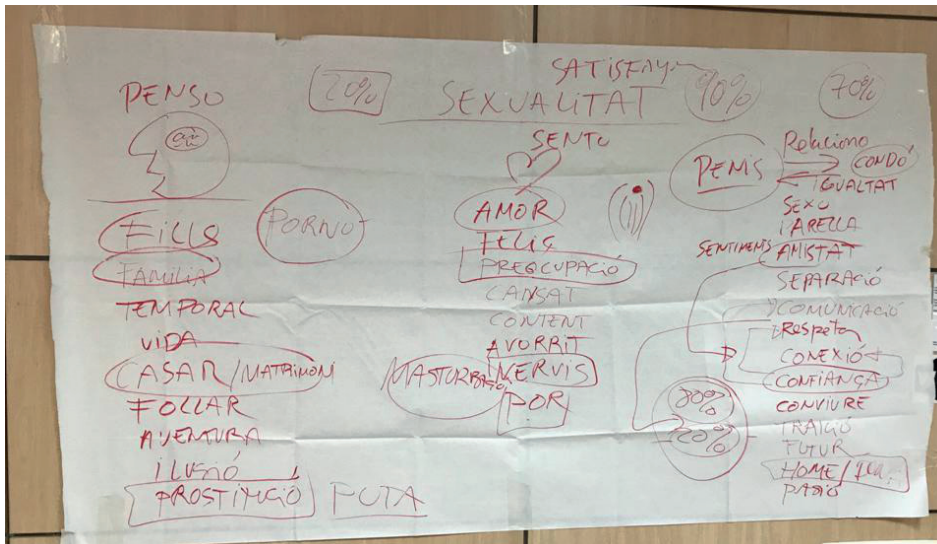 PENSO
20%
SEXUALITAT
90%
70%
SENTO
FILLS
FAMILIA
TEMPORAL
VIDA
CASAR/MATRIMONI
FOLLAR
AVENTURA
ILUSIÓ
PROSTITUCIÓ
PUTA
PORNO
AMOR
FELIÇ
PREOCUPACIÓ
CANSAT
CONTENT
AVORRIT
NERVIS
POR
PENIS
Relaciono
CONDÓ
IGUALTAT
SEXO
PARELLA
SENTIMENTS AMISTAT
SEPARACIÓ
COMUNICACIÓ
Respeto
CONEXIÓ
CONFIANÇA
CONVIURE
TRAICIÓ
FUTUR
HOME/
PASIÓ
80%
20%